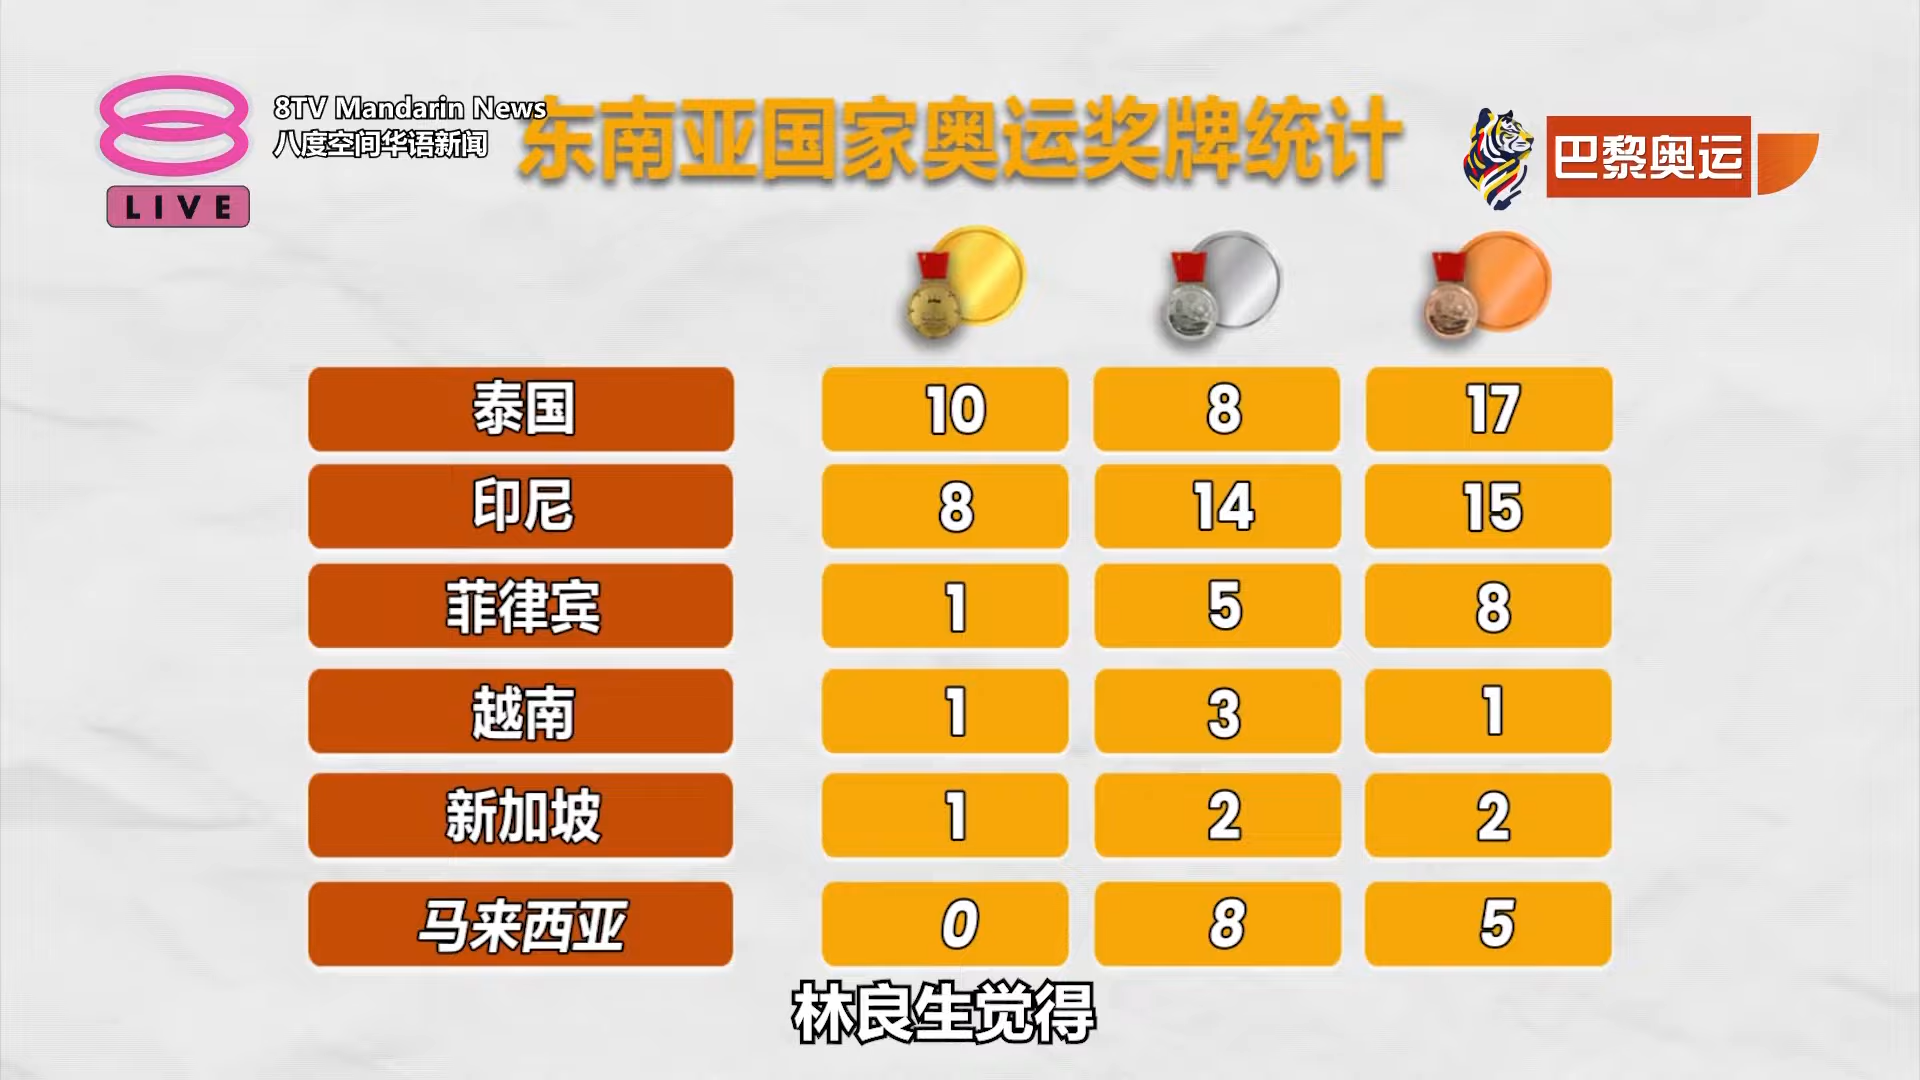 8TV Mandarin News
八度空间华语新闻
LIVE
东南亚国家奥运奖牌统计
巴黎奥运
泰国 10 8 17
印尼 8 14 15
菲律宾 1 5 8
越南 1 3 1
新加坡 1 2 2
马来西亚 0 8 5
林良生觉得